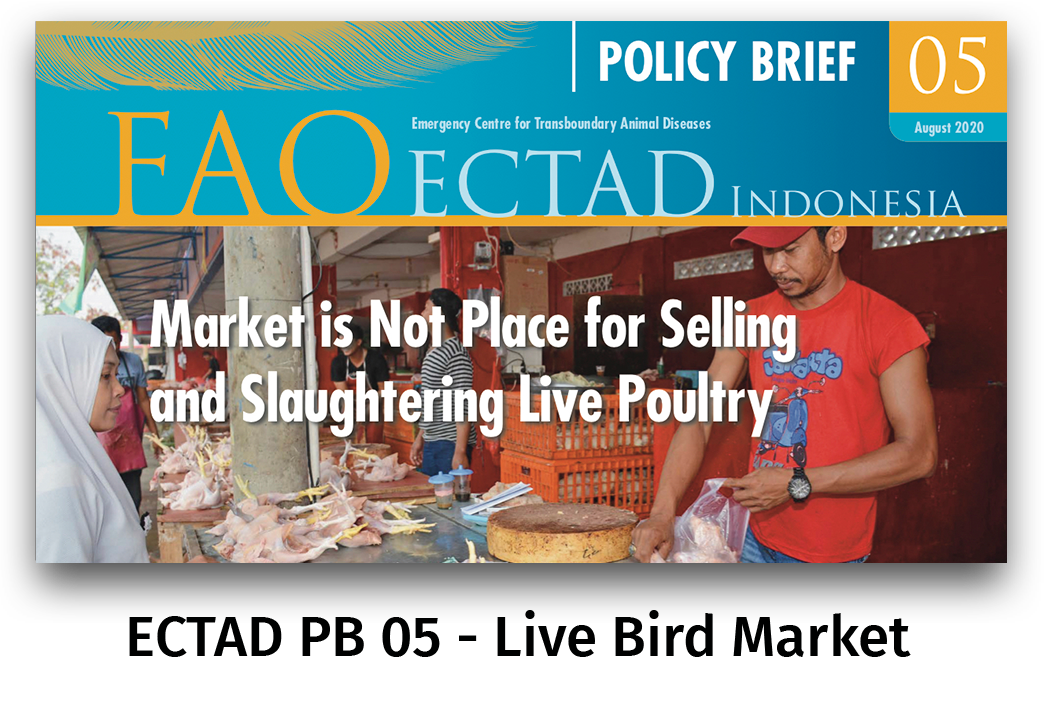 POLICY BRIEF
05
August 2020
Emergency Centre for Transboundary Animal Diseases
FAO ECTAD INDONESIA
Market is Not Place for Selling
and Slaughtering Live Poultry
Jakarta
ECTAD PB 05 - Live Bird Market